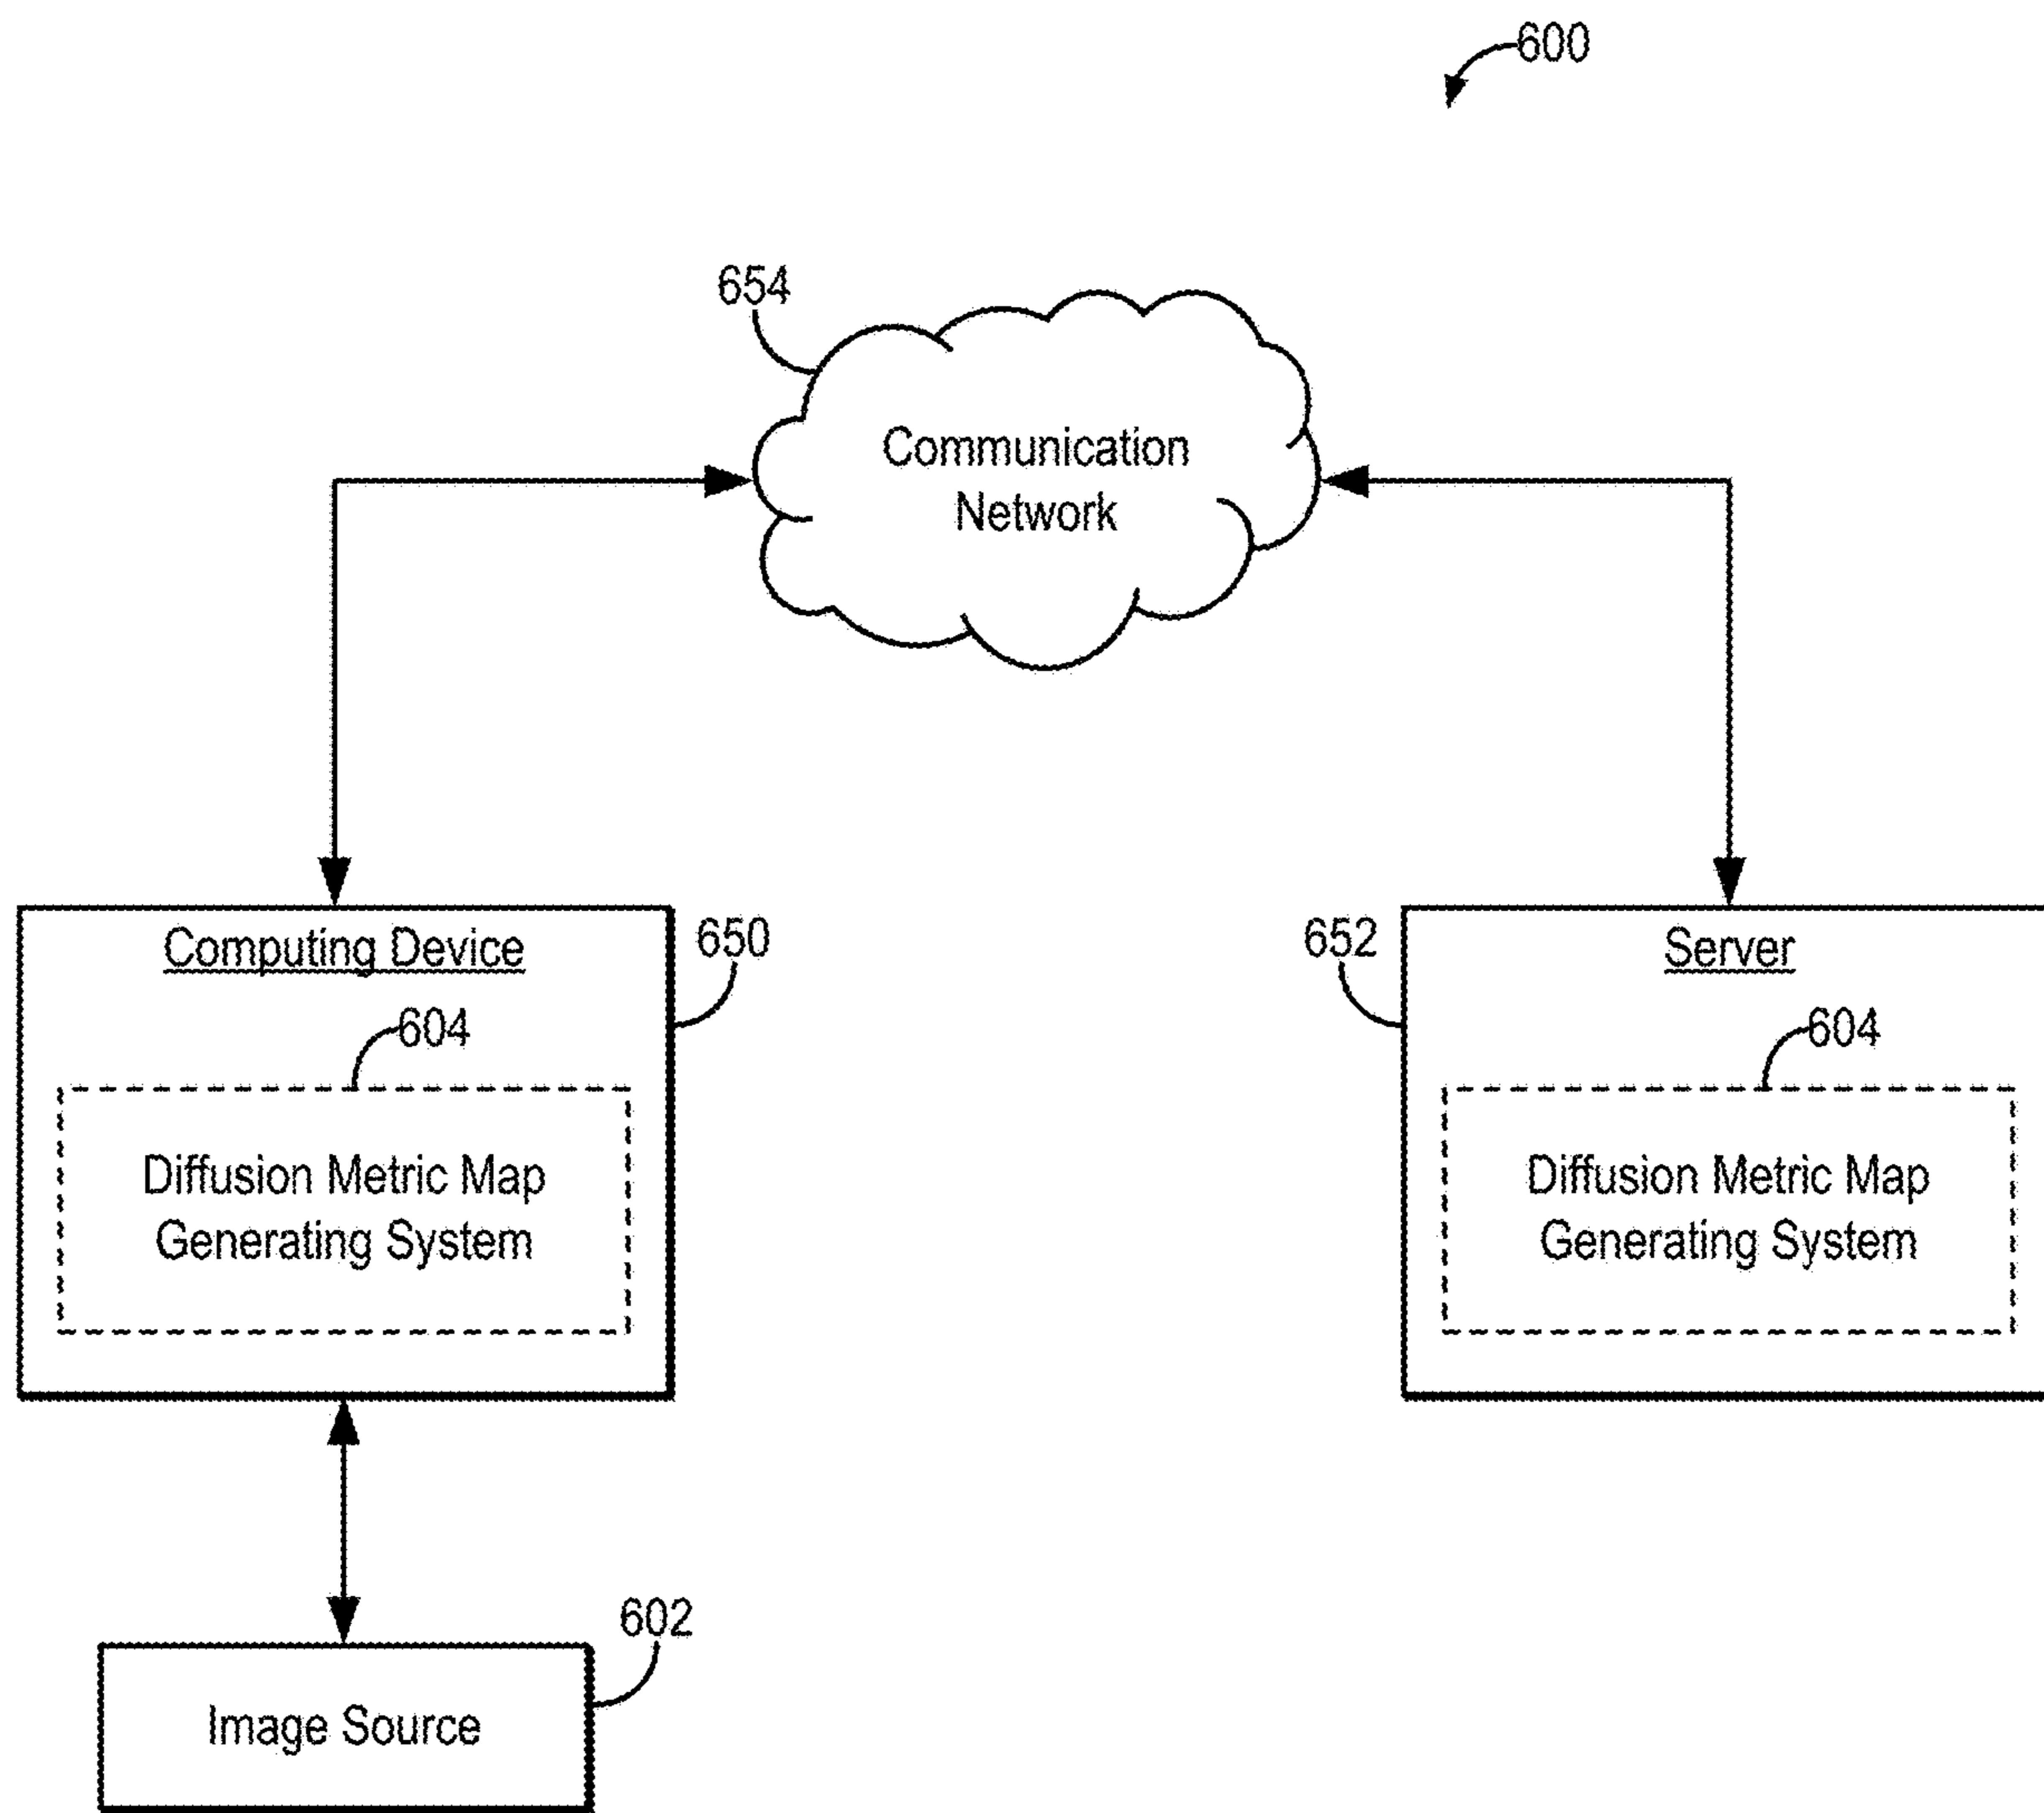 600
654
Communication
Network
Computing Device
650
652
Server
604
604
Diffusion Metric Map
Generating System
Diffusion Metric Map
Generating System
602
Image Source